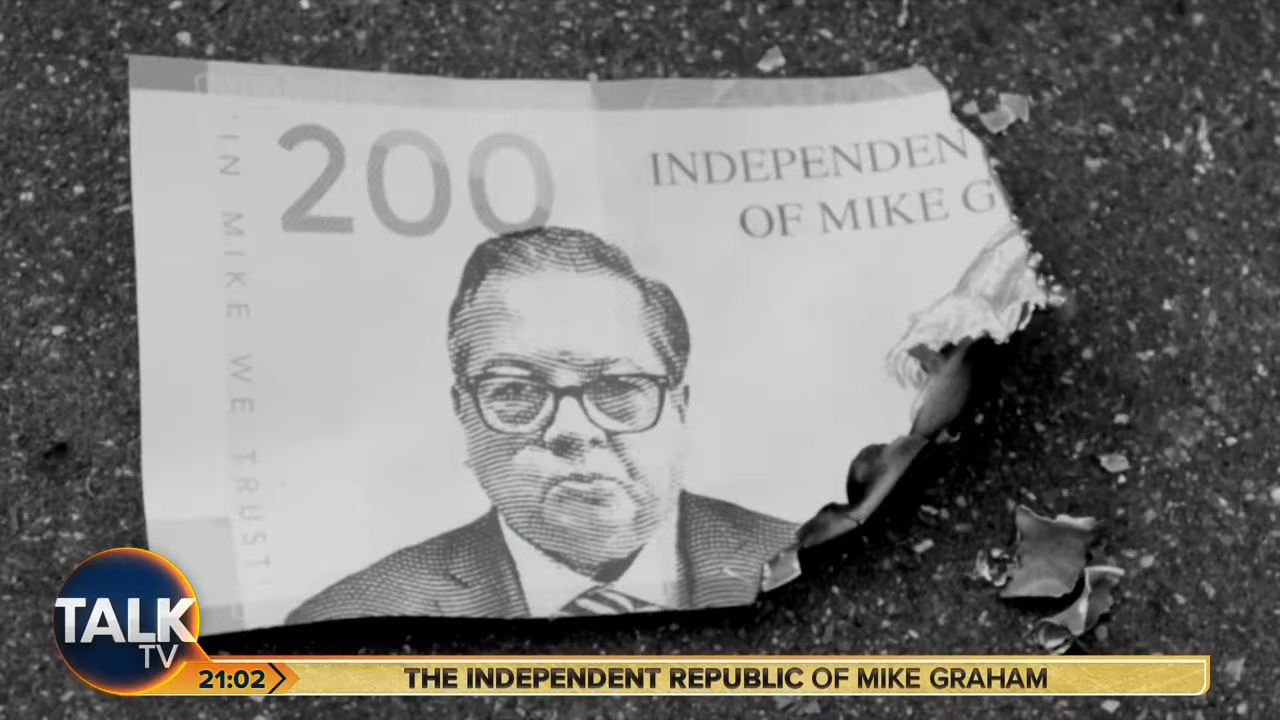 200
INDEPENDEN
OF MIKE G
'IN MIKE WE TRUST'
TALK
TV
21:02
THE INDEPENDENT REPUBLIC OF MIKE GRAHAM